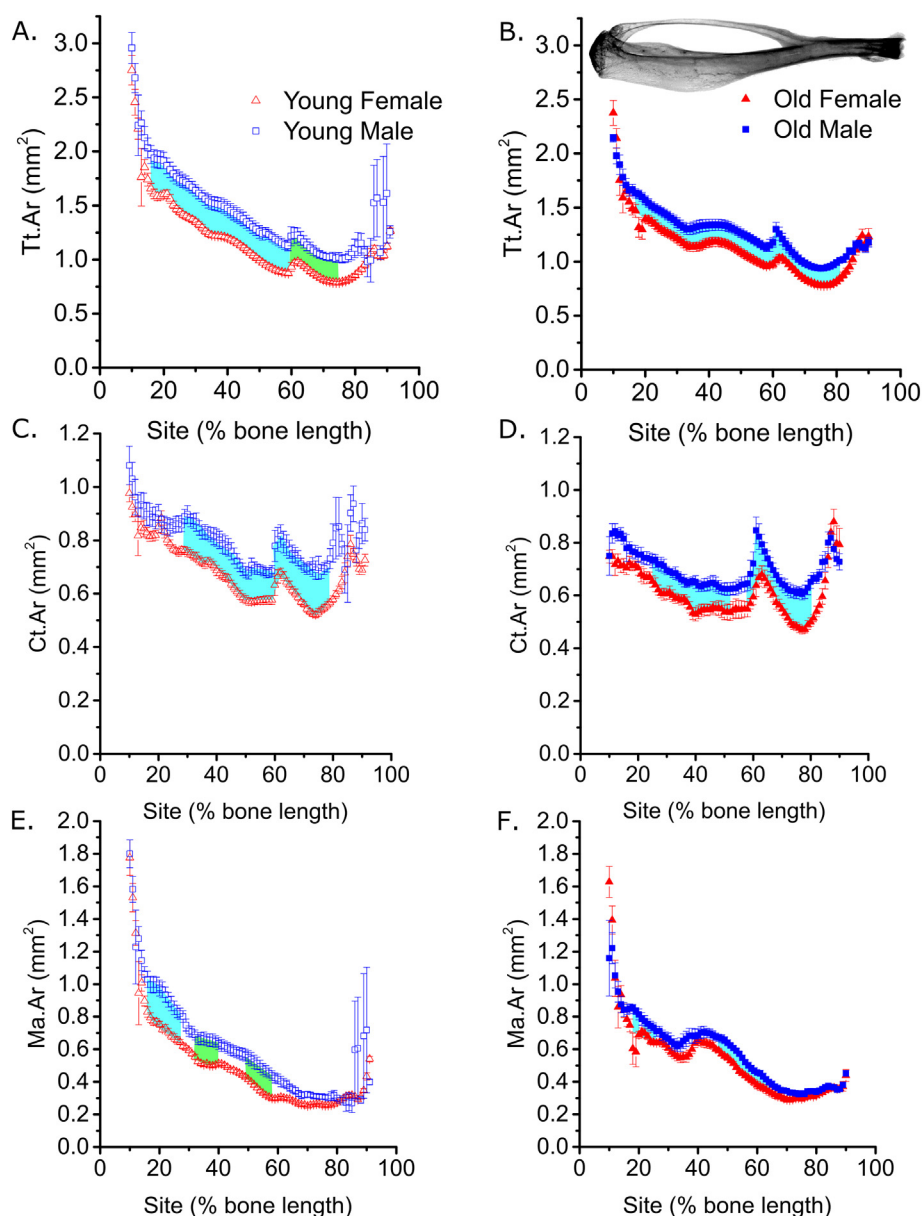 A.
3.0
2.5
2.0
1.5
1.0
0.5
0.0
Tt.Ar (mm²)
Young Female
Young Male
0 20 40 60 80 100
Site (% bone length)
B.
3.0
2.5
2.0
1.5
1.0
0.5
0.0
Tt.Ar (mm²)
Old Female
Old Male
0 20 40 60 80 100
Site (% bone length)
C.
1.2
1.0
0.8
0.6
0.4
0.2
0.0
Ct.Ar (mm²)
0 20 40 60 80 100
Site (% bone length)
D.
1.2
1.0
0.8
0.6
0.4
0.2
0.0
Ct.Ar (mm²)
0 20 40 60 80 100
Site (% bone length)
E.
2.0
1.8
1.6
1.4
1.2
1.0
0.8
0.6
0.4
0.2
0.0
Ma.Ar (mm²)
0 20 40 60 80 100
Site (% bone length)
F.
2.0
1.8
1.6
1.4
1.2
1.0
0.8
0.6
0.4
0.2
0.0
Ma.Ar (mm²)
0 20 40 60 80 100
Site (% bone length)